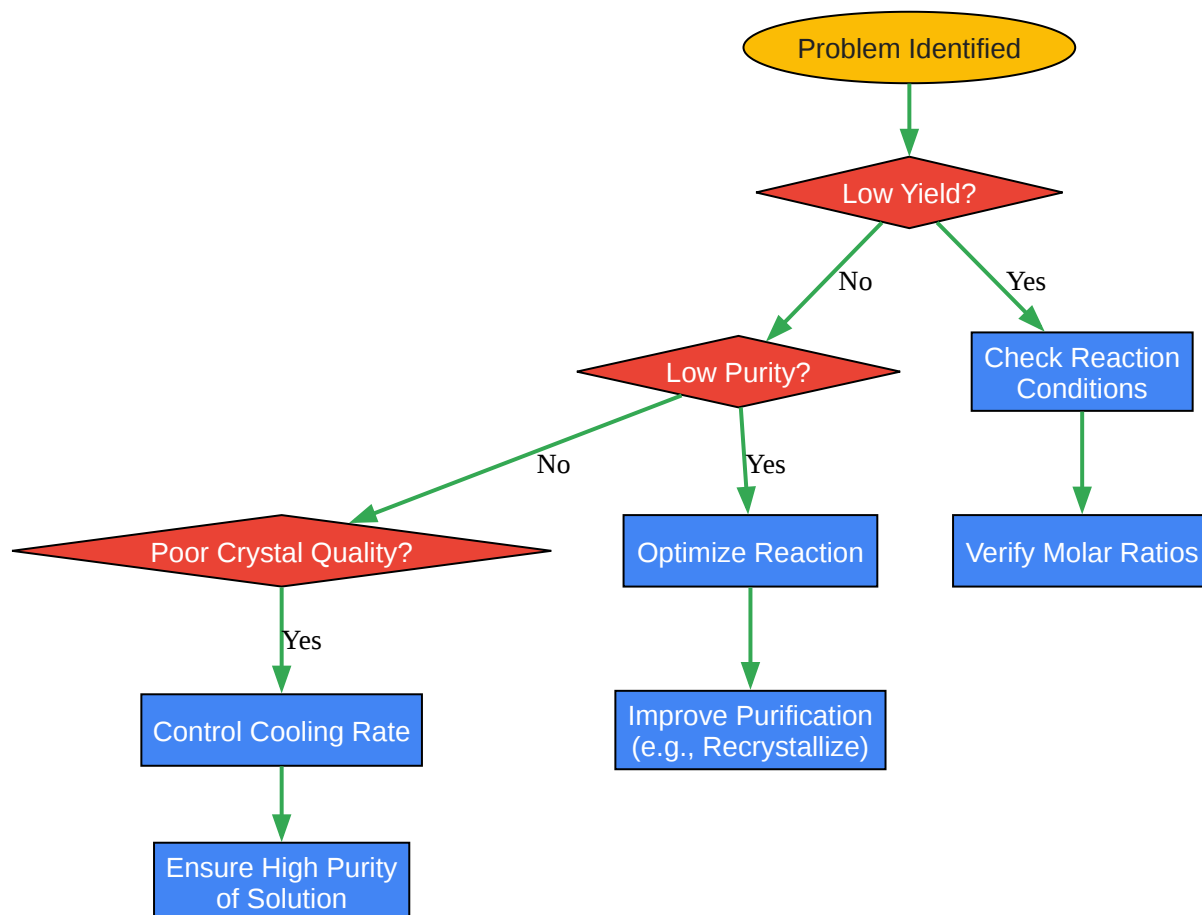 Problem Identified
Low Yield?
No
Yes
Low Purity?
Check Reaction
Conditions
No
Yes
Poor Crystal Quality?
Optimize Reaction
Verify Molar Ratios
Yes
Control Cooling Rate
Improve Purification
(e.g., Recrystallize)
Ensure High Purity
of Solution